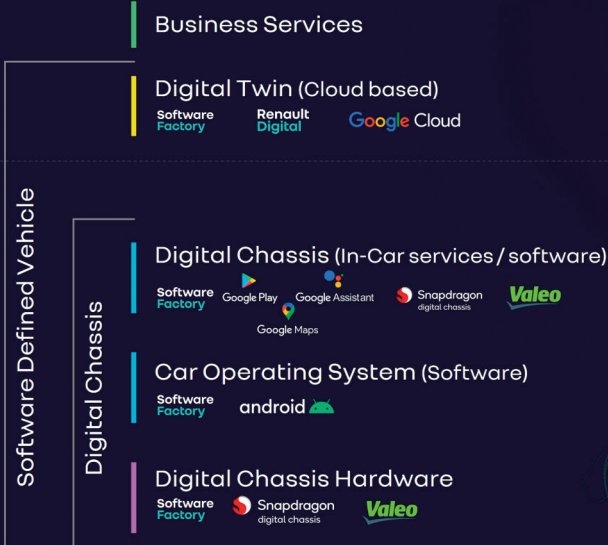 Business Services
Digital Twin (Cloud based)
Software Factory
Renault Digital
Google Cloud
Software Defined Vehicle
Digital Chassis
Digital Chassis (In-Car services / software)
Software Factory
Google Play
Google Assistant
Snapdragon digital chassis
Valeo
Google Maps
Car Operating System (Software)
Software Factory
android
Digital Chassis Hardware
Software Factory
Snapdragon digital chassis
Valeo